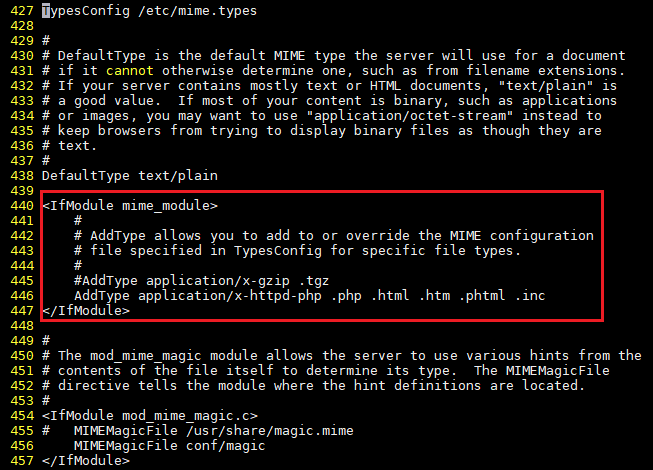 427 TypesConfig /etc/mime.types
428
429 #
430 # DefaultType is the default MIME type the server will use for a document
431 # if it cannot otherwise determine one, such as from filename extensions.
432 # If your server contains mostly text or HTML documents, "text/plain" is
433 # a good value.  If most of your content is binary, such as applications
434 # or images, you may want to use "application/octet-stream" instead to
435 # keep browsers from trying to display binary files as though they are
436 # text.
437 #
438 DefaultType text/plain
439
440 <IfModule mime_module>
441     #
442     # AddType allows you to add to or override the MIME configuration
443     # file specified in TypesConfig for specific file types.
444     #
445     #AddType application/x-gzip .tgz
446     AddType application/x-httpd-php .php .html .htm .phtml .inc
447 </IfModule>
448
449 #
450 # The mod_mime_magic module allows the server to use various hints from the
451 # contents of the file itself to determine its type.  The MIMEMagicFile
452 # directive tells the module where the hint definitions are located.
453 #
454 <IfModule mod_mime_magic.c>
455 #   MIMEMagicFile /usr/share/magic.mime
456     MIMEMagicFile conf/magic
457 </IfModule>